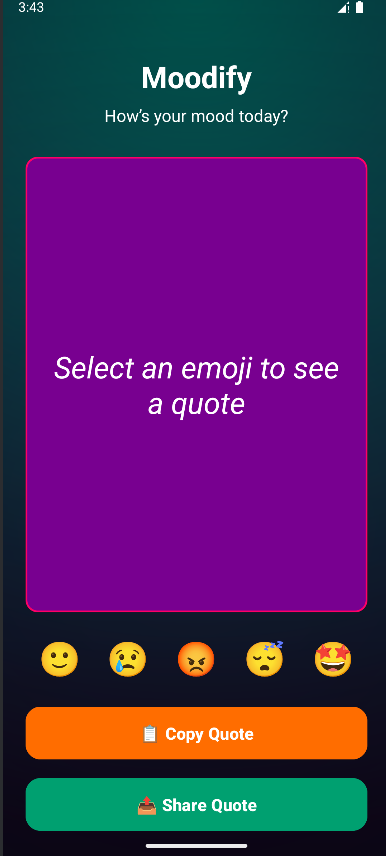 3:43
Moodify
How's your mood today?
Select an emoji to see
a quote
📋 Copy Quote
📤 Share Quote